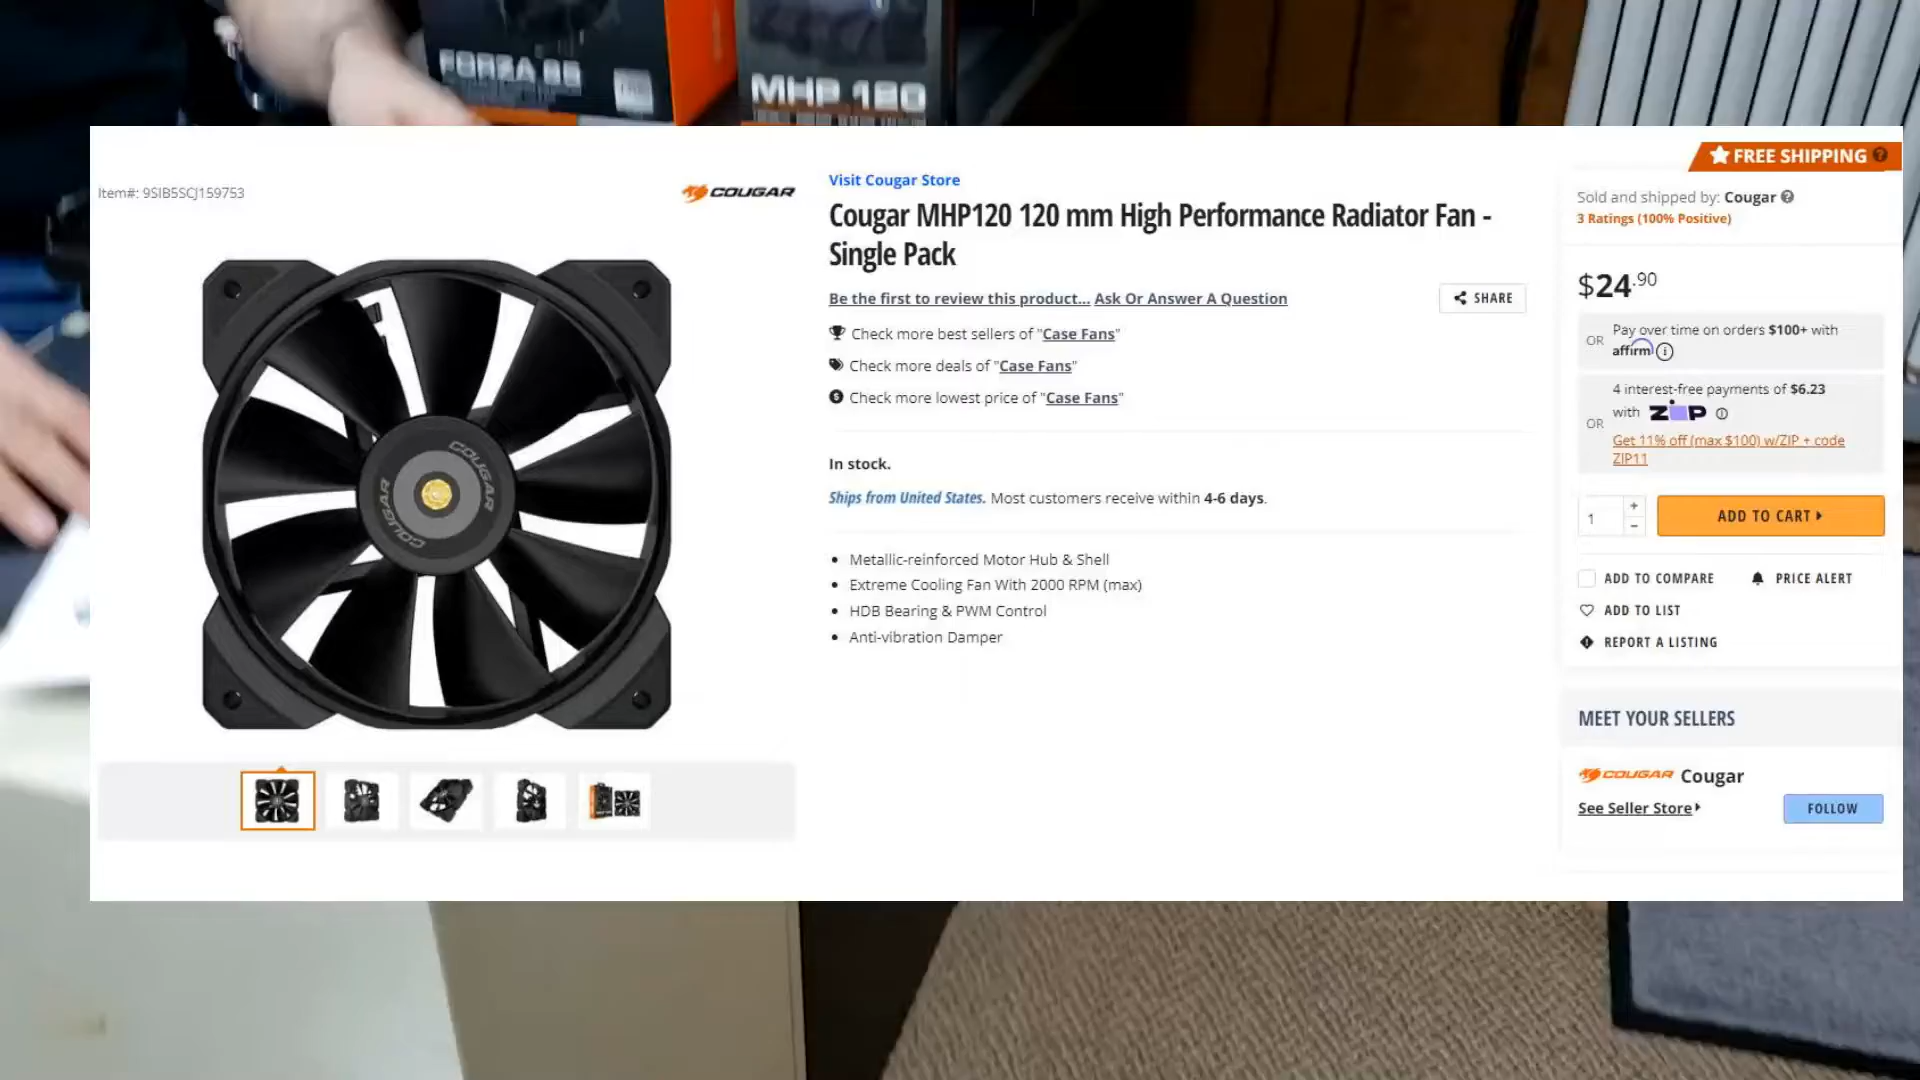 FORZA 85
MHP 120
FREE SHIPPING
Item#: 9SIB5SCJ159753
COUGAR
Visit Cougar Store
Cougar MHP120 120 mm High Performance Radiator Fan -
Single Pack
Be the first to review this product... Ask Or Answer A Question
SHARE
Check more best sellers of "Case Fans"
Check more deals of "Case Fans"
Check more lowest price of "Case Fans"
In stock.
Ships from United States. Most customers receive within 4-6 days.
Metallic-reinforced Motor Hub & Shell
Extreme Cooling Fan With 2000 RPM (max)
HDB Bearing & PWM Control
Anti-vibration Damper
COUGAR
COUGAR
Sold and shipped by: Cougar
3 Ratings (100% Positive)
$24.90
OR
Pay over time on orders $100+ with
affirm
OR
4 interest-free payments of $6.23
with ZIP
Get 11% off (max $100) w/ZIP + code
ZIP11
1
+
-
ADD TO CART
ADD TO COMPARE
PRICE ALERT
ADD TO LIST
REPORT A LISTING
MEET YOUR SELLERS
COUGAR Cougar
See Seller Store
FOLLOW